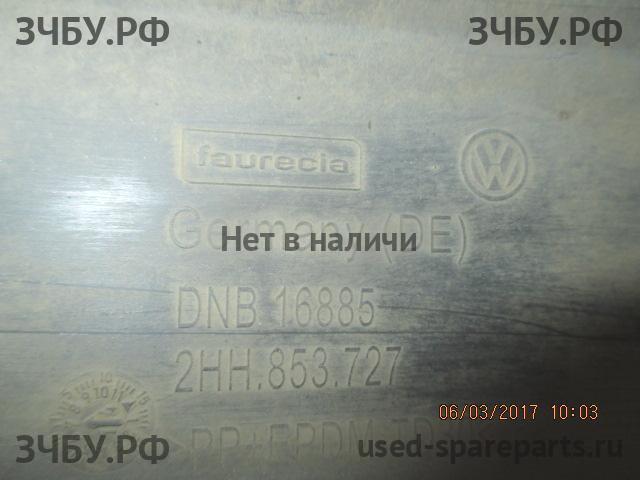 ЗЧБУ.РФ
ЗЧБУ.РФ
faurecia
VW
Germany (DE)
Нет в наличи
DNB 16885
2HH.853.727
06/03/2017 10:03
ЗЧБУ.РФ
used-spareparts.ru